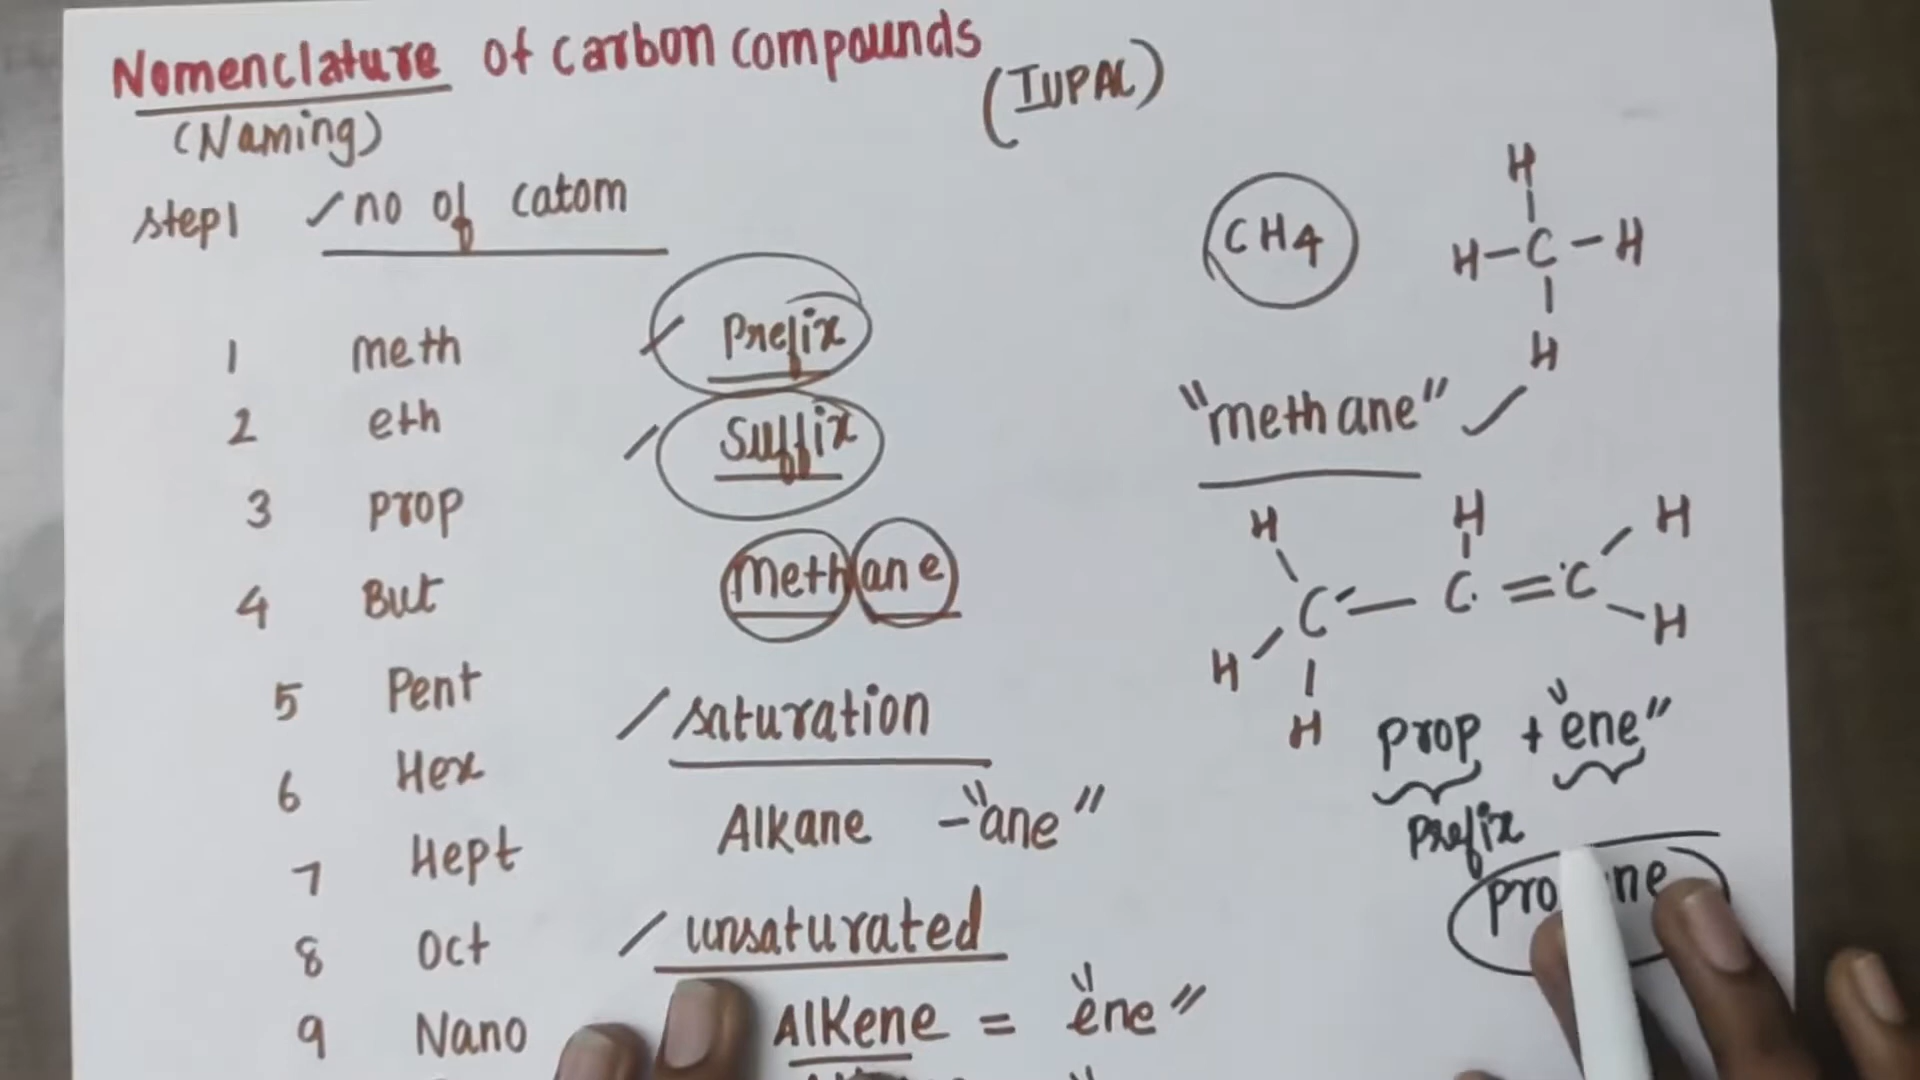 Nomenclature of carbon compounds
(IUPAC)
(Naming)
step1 no of catom
1 meth
2 eth
3 prop
4 But
5 Pent
6 Hex
7 Hept
8 Oct
9 Nano
Prefix
Suffix
methane
saturation
Alkane - "ane"
unsaturated
Alkene = "ene"
CH4
H
H-C-H
H
"methane"
H H H
C - C = C
H H H
prop + "ene"
prefix